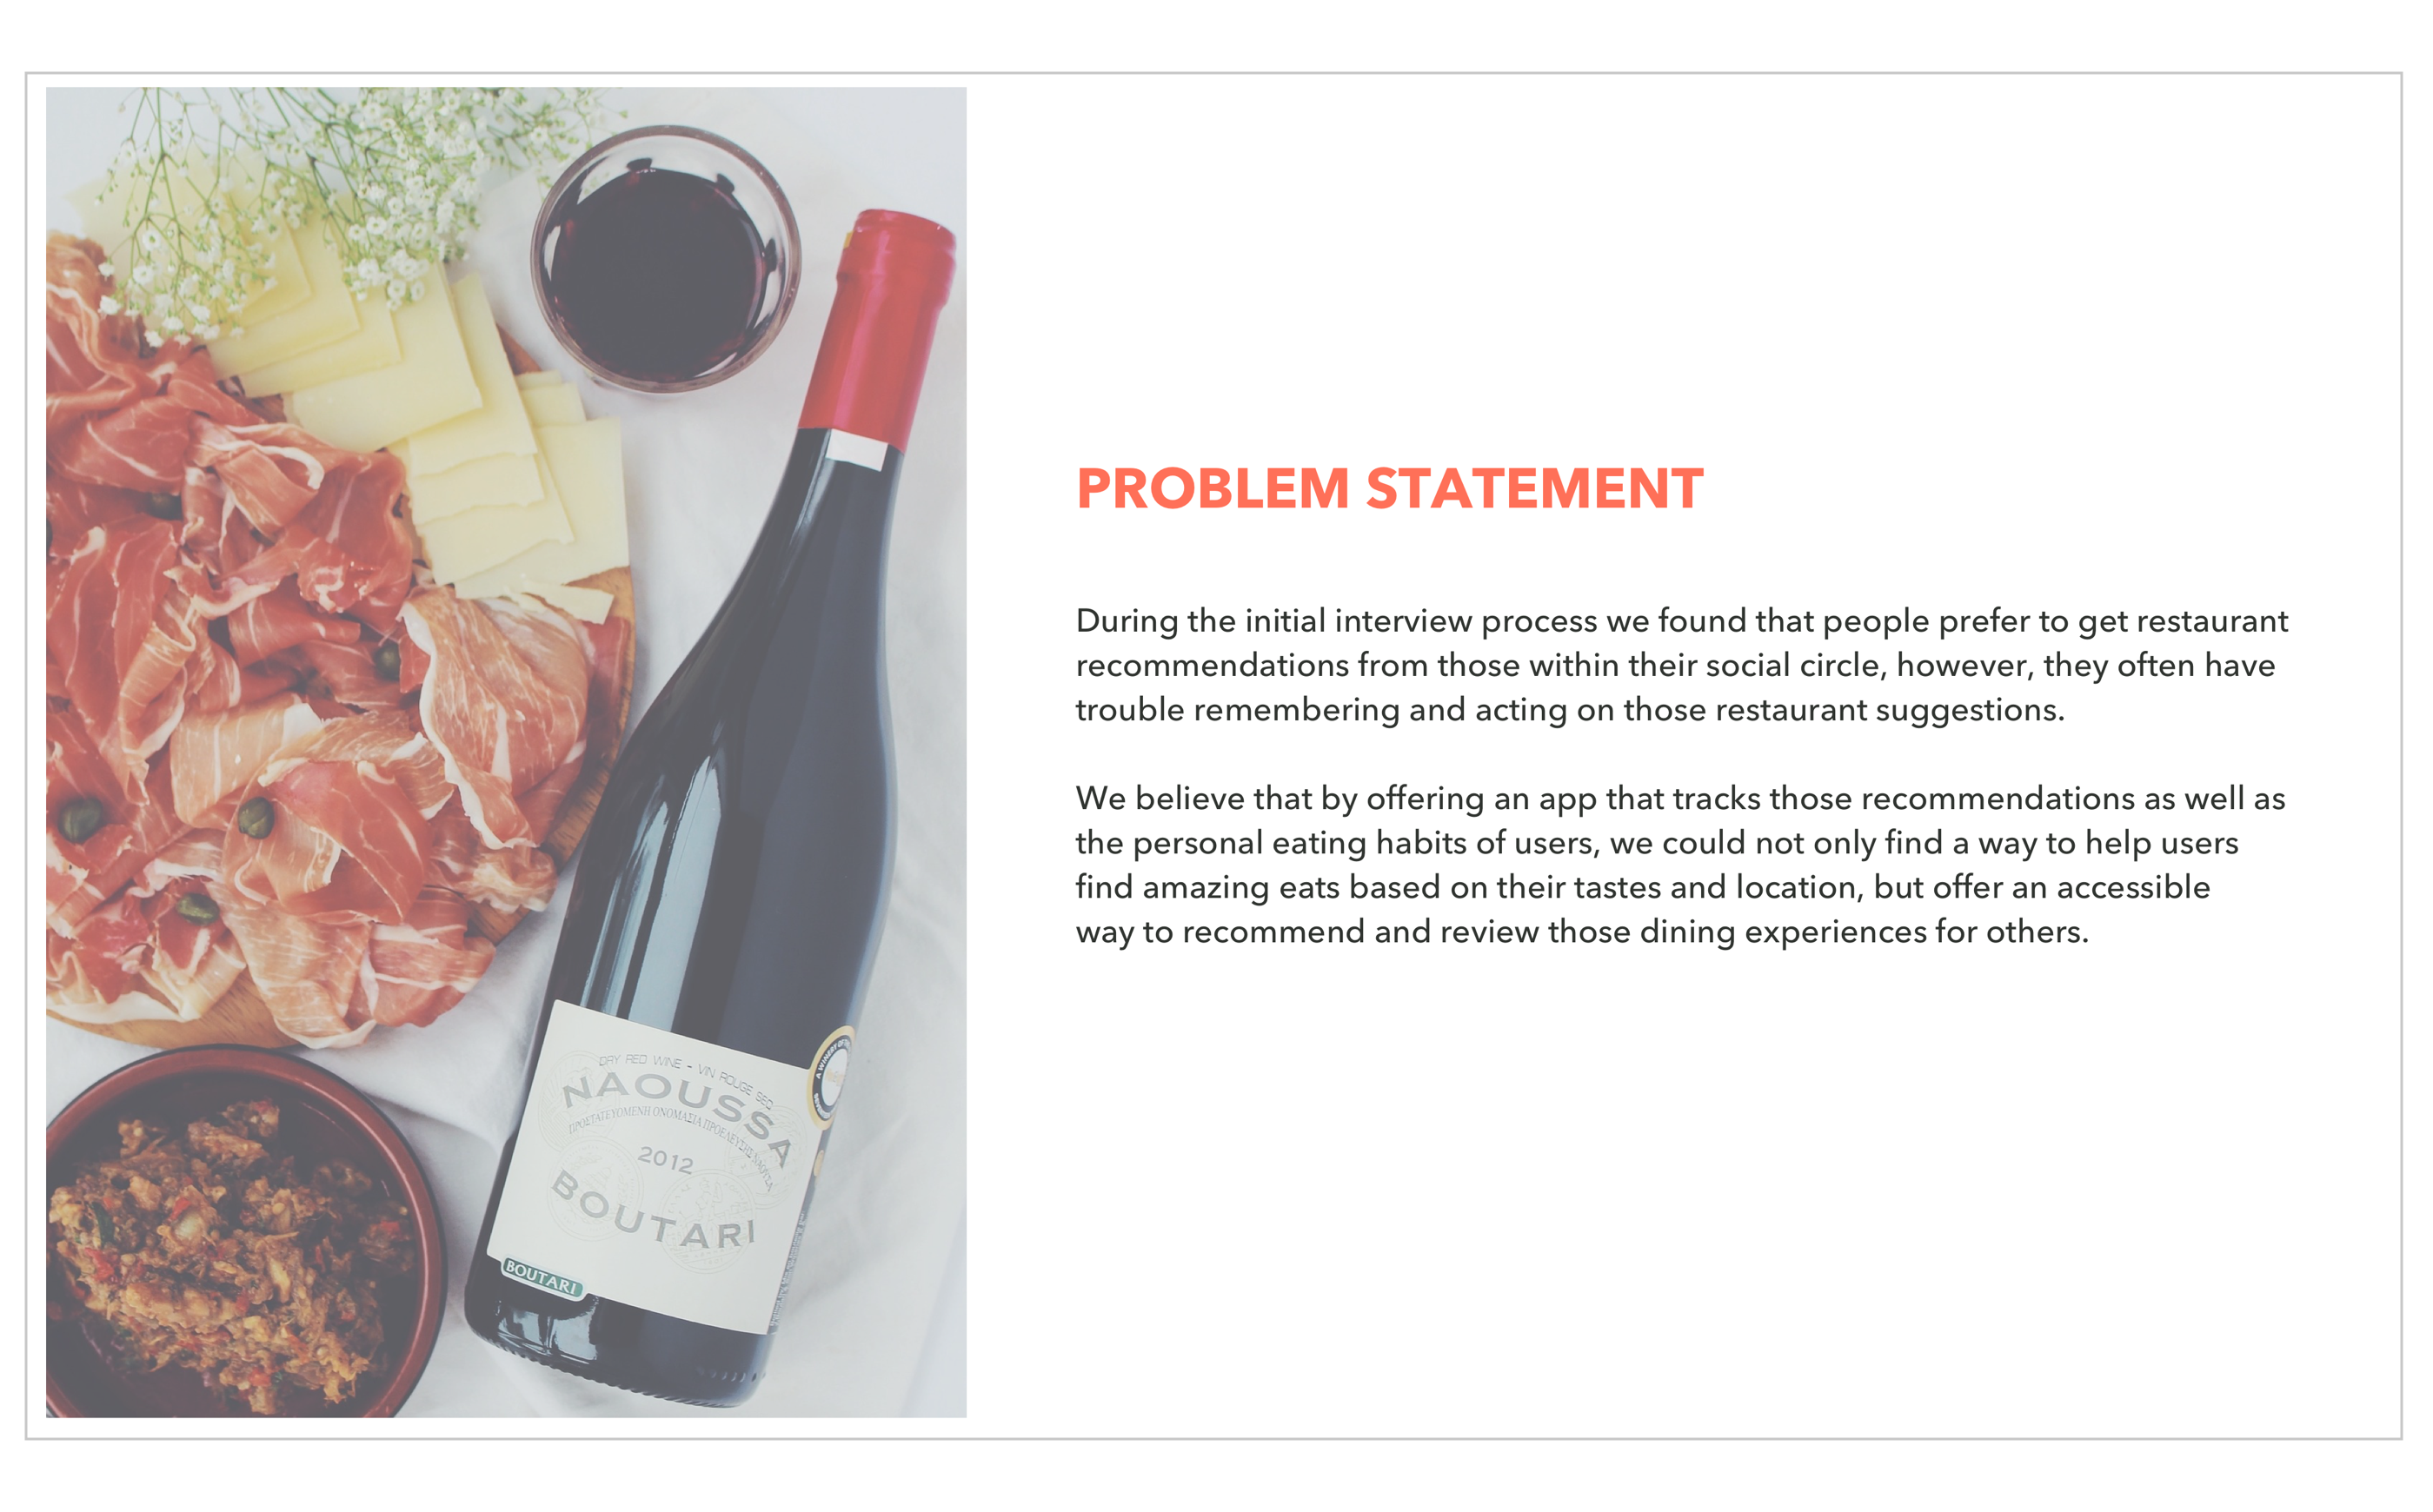 PROBLEM STATEMENT
During the initial interview process we found that people prefer to get restaurant
recommendations from those within their social circle, however, they often have
trouble remembering and acting on those restaurant suggestions.
We believe that by offering an app that tracks those recommendations as well as
the personal eating habits of users, we could not only find a way to help users
find amazing eats based on their tastes and location, but offer an accessible
way to recommend and review those dining experiences for others.
DRY RED WINE - VIN ROUGE SEC
NAOUSSA
ΠΡΟΣΤΑΤΕΥΟΜΕΝΗ ΟΝΟΜΑΣΙΑ ΠΡΟΕΛΕΥΣΗΣ ΝΑΟΥΣΑ
2012
BOUTARI
BOUTARI
A WINERY OF THE